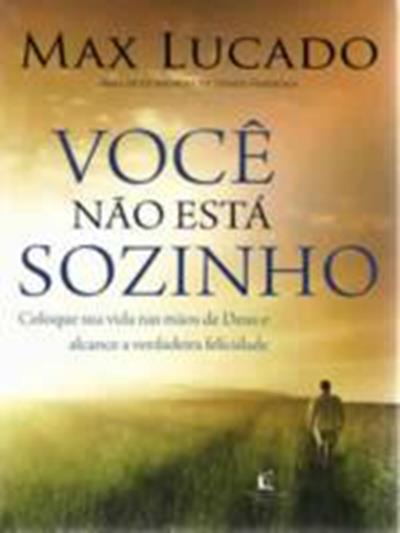 MAX LUCADO
VOCÊ
NÃO ESTÁ
SOZINHO
Coloque sua vida nas mãos de Deus e
alcance a verdadeira felicidade